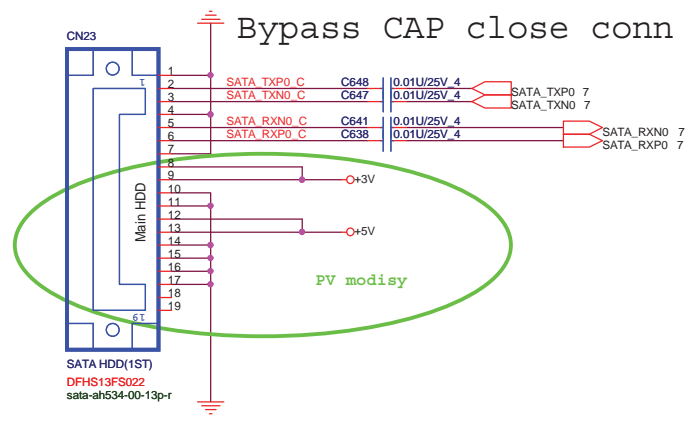 Bypass CAP close conn
CN23
1
1
2 SATA_TXP0_C C648 0.01U/25V_4 SATA_TXP0 7
3 SATA_TXN0_C C647 0.01U/25V_4 SATA_TXN0 7
4
5 SATA_RXN0_C C641 0.01U/25V_4 SATA_RXN0 7
6 SATA_RXP0_C C638 0.01U/25V_4 SATA_RXP0 7
7
8
9 +3V
10
11
12
13 +5V
14
15
16
17
18
19
Main HDD
PV modisy
19
SATA HDD(1ST)
DFHS13FS022
sata-ah534-00-13p-r